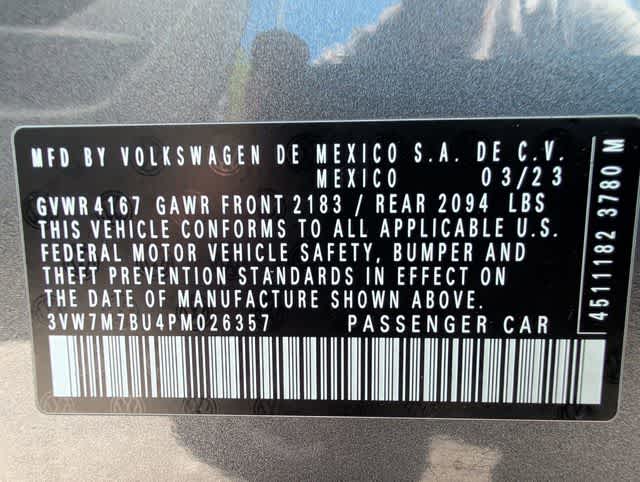 MFD BY VOLKSWAGEN DE MEXICO S.A. DE C.V.
MEXICO 03/23
GVWR 4167 GAWR FRONT 2183 / REAR 2094 LBS
THIS VEHICLE CONFORMS TO ALL APPLICABLE U.S.
FEDERAL MOTOR VEHICLE SAFETY, BUMPER AND
THEFT PREVENTION STANDARDS IN EFFECT ON
THE DATE OF MANUFACTURE SHOWN ABOVE.
3VW7M7BU4PM026357 PASSENGER CAR
4511182 3780 M